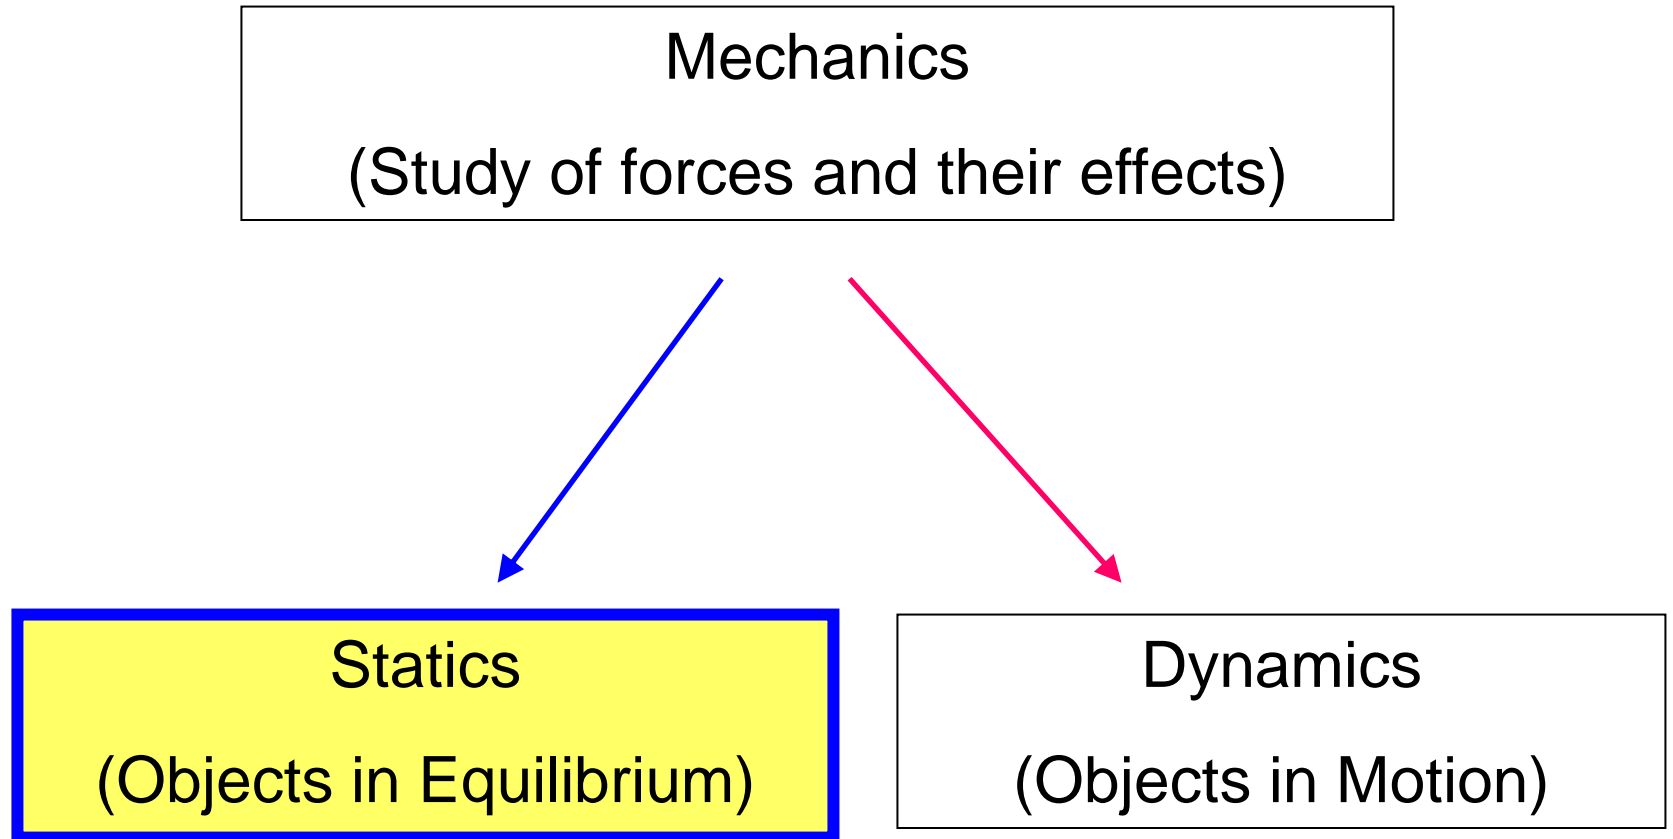 Mechanics
(Study of forces and their effects)
Statics
(Objects in Equilibrium)
Dynamics
(Objects in Motion)